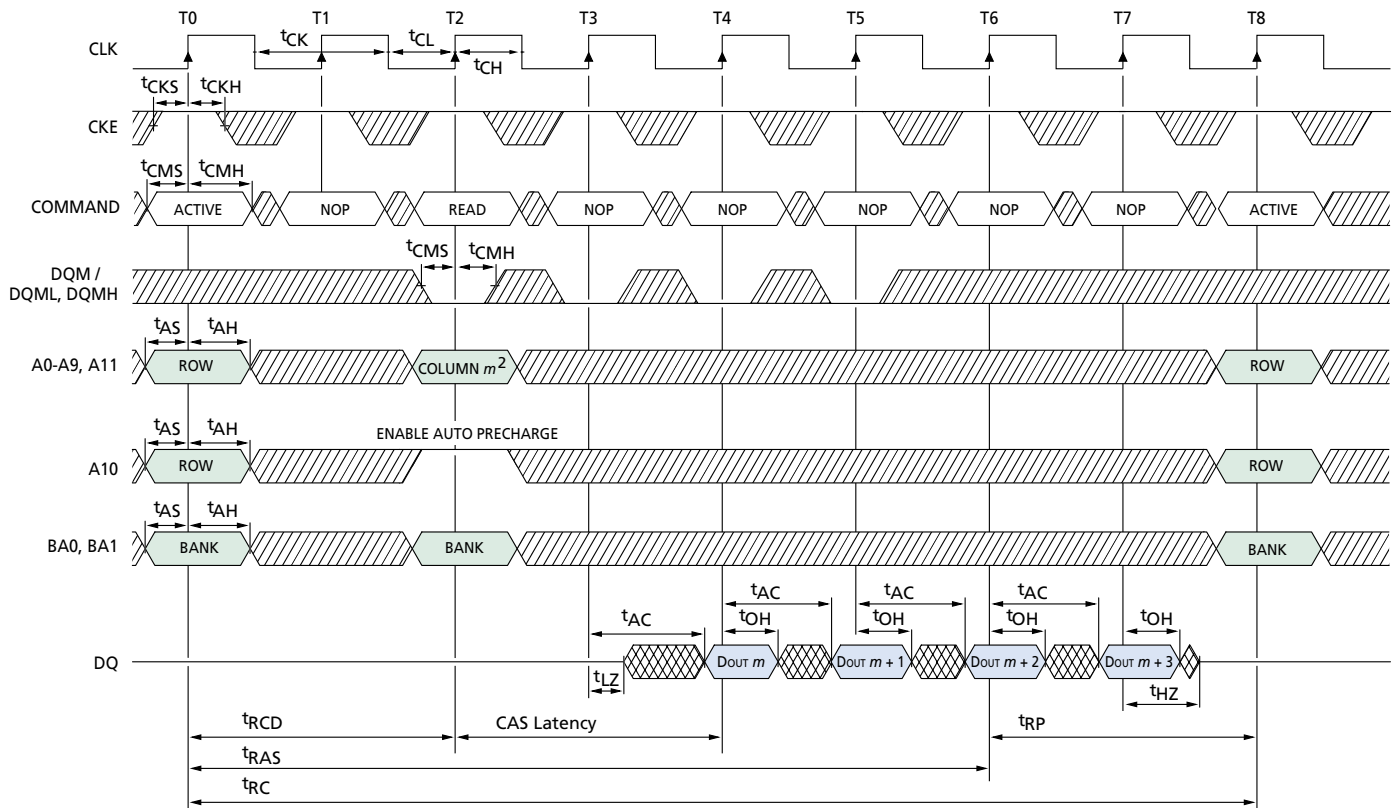 T0 T1 T2 T3 T4 T5 T6 T7 T8
CLK
tCK tCL
tCH
tCKS tCKH
CKE
tCMS tCMH
COMMAND ACTIVE NOP READ NOP NOP NOP NOP NOP ACTIVE
tCMS tCMH
DQM /
DQML, DQMH
tAS tAH
A0-A9, A11 ROW COLUMN m2 ROW
tAS tAH
ENABLE AUTO PRECHARGE
A10 ROW ROW
tAS tAH
BA0, BA1 BANK BANK BANK
tAC tAC tAC
tAC tOH tOH tOH tOH
DQ DOUT m DOUT m + 1 DOUT m + 2 DOUT m + 3
tLZ tHZ
tRCD CAS Latency tRP
tRAS
tRC